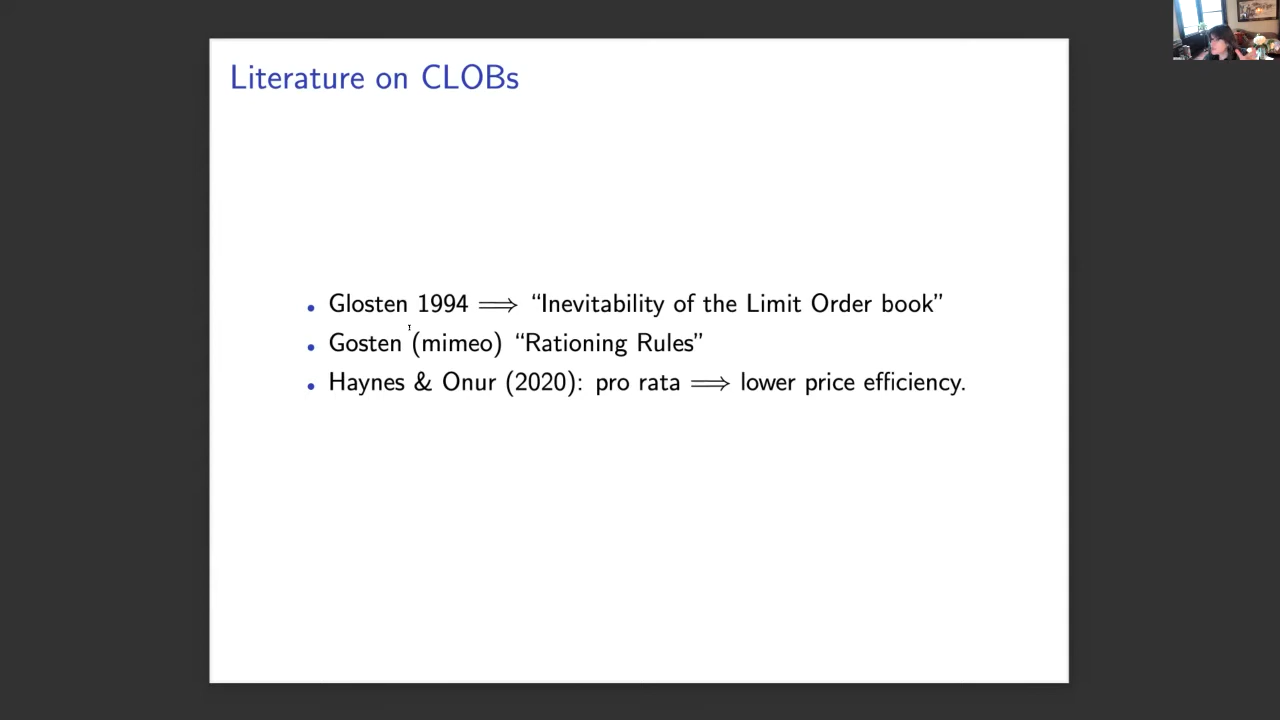 Literature on CLOBs
• Glosten 1994 ⟹ “Inevitability of the Limit Order book”
• Gosten (mimeo) “Rationing Rules”
• Haynes & Onur (2020): pro rata ⟹ lower price efficiency.